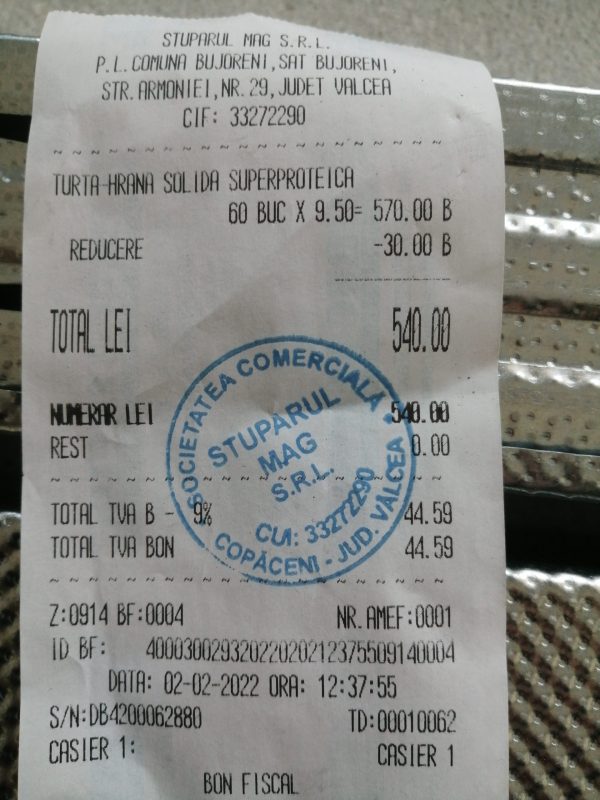 STUPARUL MAG S.R.L.
P.L.COMUNA BUJORENI,SAT BUJORENI,
STR.ARMONIEI,NR.29,JUDET VALCEA
CIF: 33272290
TURTA-HRANA SOLIDA SUPERPROTEICA
60 BUC X 9.50= 570.00 B
REDUCERE -30.00 B
TOTAL LEI 540.00
NUMERAR LEI 540.00
REST 0.00
TOTAL TVA B - 9% 44.59
TOTAL TVA BON 44.59
Z:0914 BF:0004 NR.AMEF:0001
ID BF: 4000300293202202021237550914​0004
DATA: 02-02-2022 ORA: 12:37:55
S/N:DB4200062880 TD:00010062
CASIER 1: CASIER 1
BON FISCAL
SOCIETATEA COMERCIALĂ
STUPARUL
MAG
S.R.L.
CUI: 33272290
COPĂCENI - JUD. VÂLCEA